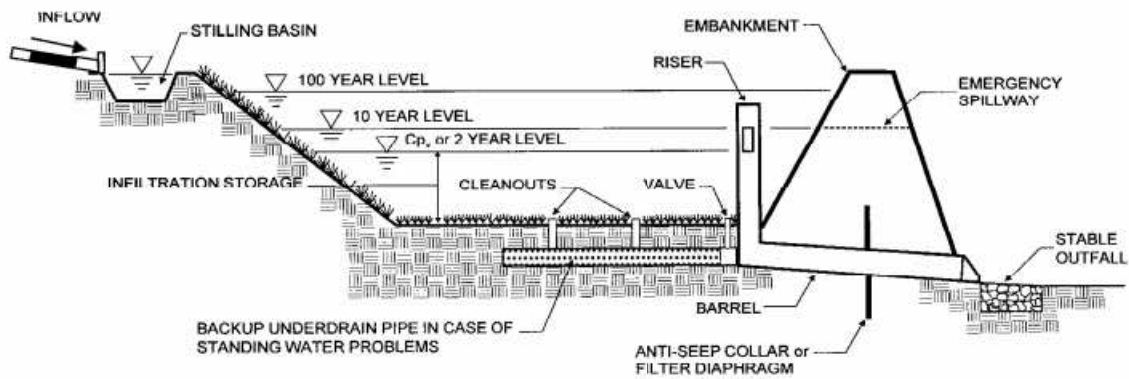 INFLOW
STILLING BASIN
EMBANKMENT
RISER
100 YEAR LEVEL
EMERGENCY
SPILLWAY
10 YEAR LEVEL
Cpv or 2 YEAR LEVEL
INFILTRATION STORAGE
CLEANOUTS
VALVE
STABLE
OUTFALL
BARREL
BACKUP UNDERDRAIN PIPE IN CASE OF
STANDING WATER PROBLEMS
ANTI-SEEP COLLAR or
FILTER DIAPHRAGM